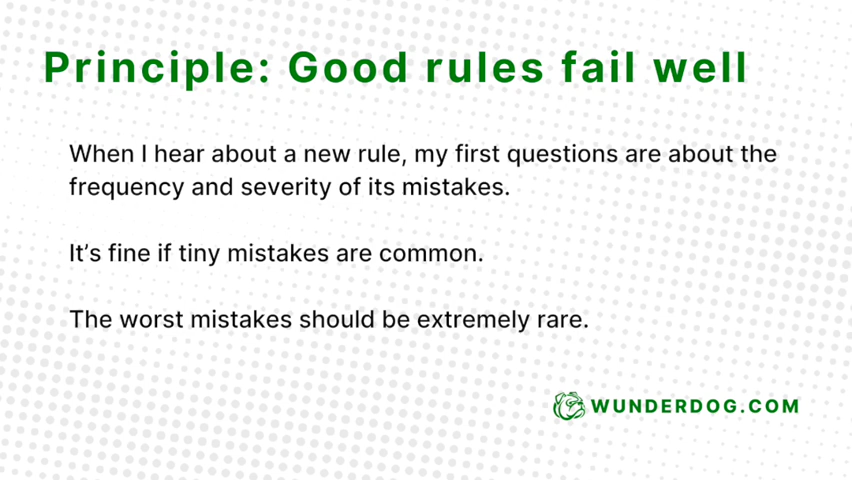 Principle: Good rules fail well
When I hear about a new rule, my first questions are about the
frequency and severity of its mistakes.
It’s fine if tiny mistakes are common.
The worst mistakes should be extremely rare.
WUNDERDOG.COM